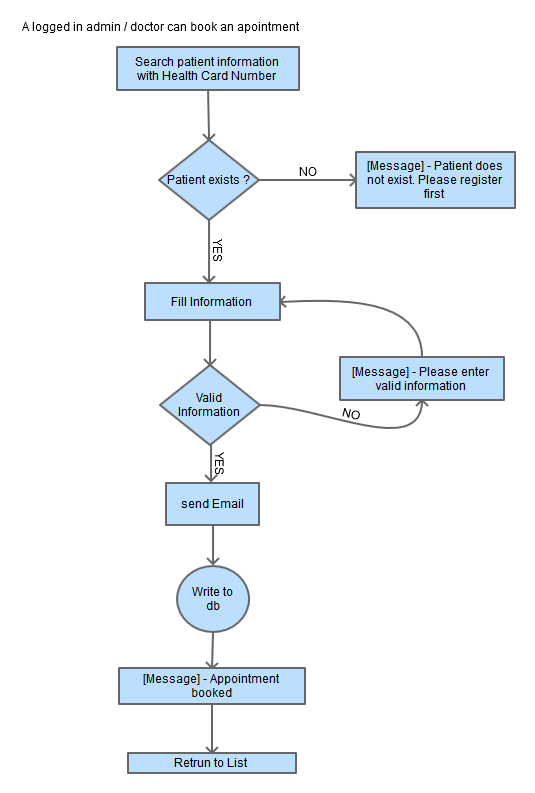 A logged in admin / doctor can book an apointment
Search patient information
with Health Card Number
Patient exists ?
NO
[Message] - Patient does
not exist. Please register
first
YES
Fill Information
[Message] - Please enter
valid information
Valid
Information
NO
YES
send Email
Write to
db
[Message] - Appointment
booked
Retrun to List